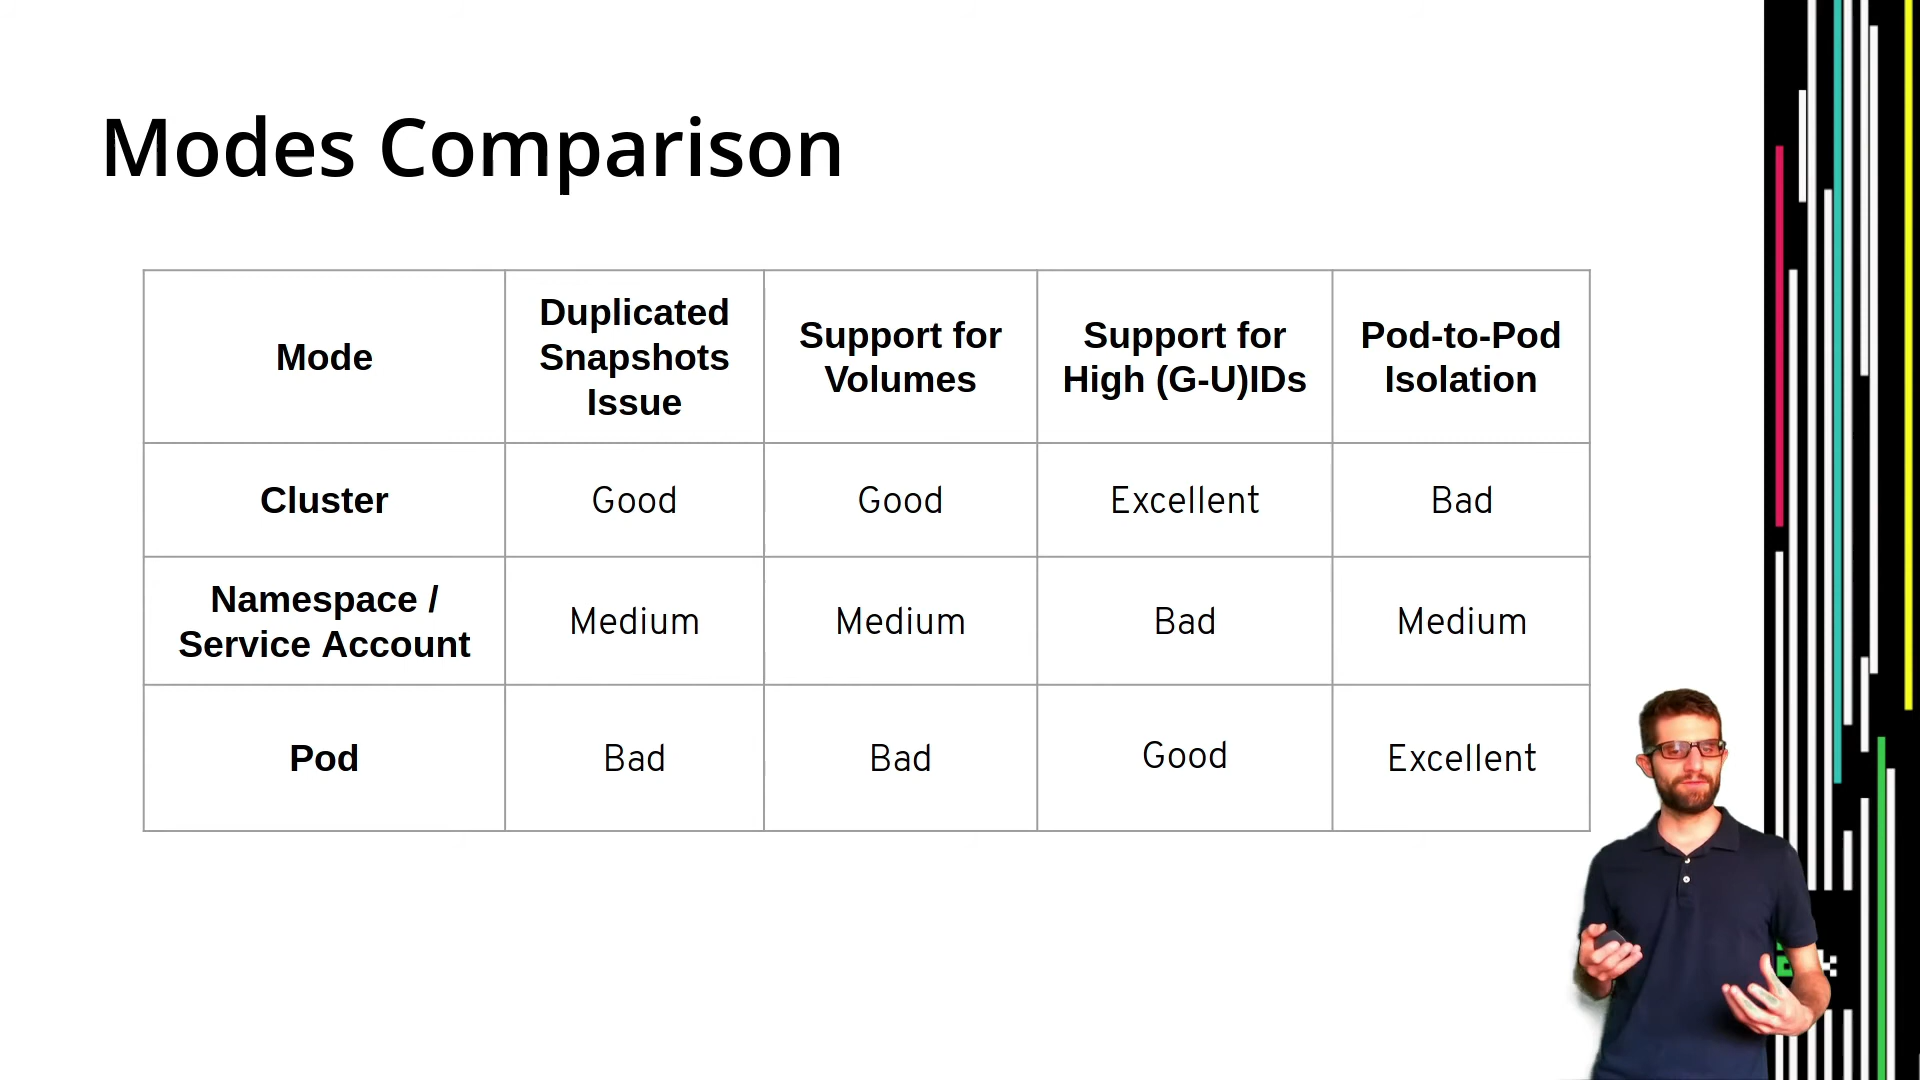 Modes Comparison
Mode
Duplicated
Snapshots
Issue
Support for
Volumes
Support for
High (G-U)IDs
Pod-to-Pod
Isolation
Cluster
Good
Good
Excellent
Bad
Namespace /
Service Account
Medium
Medium
Bad
Medium
Pod
Bad
Bad
Good
Excellent